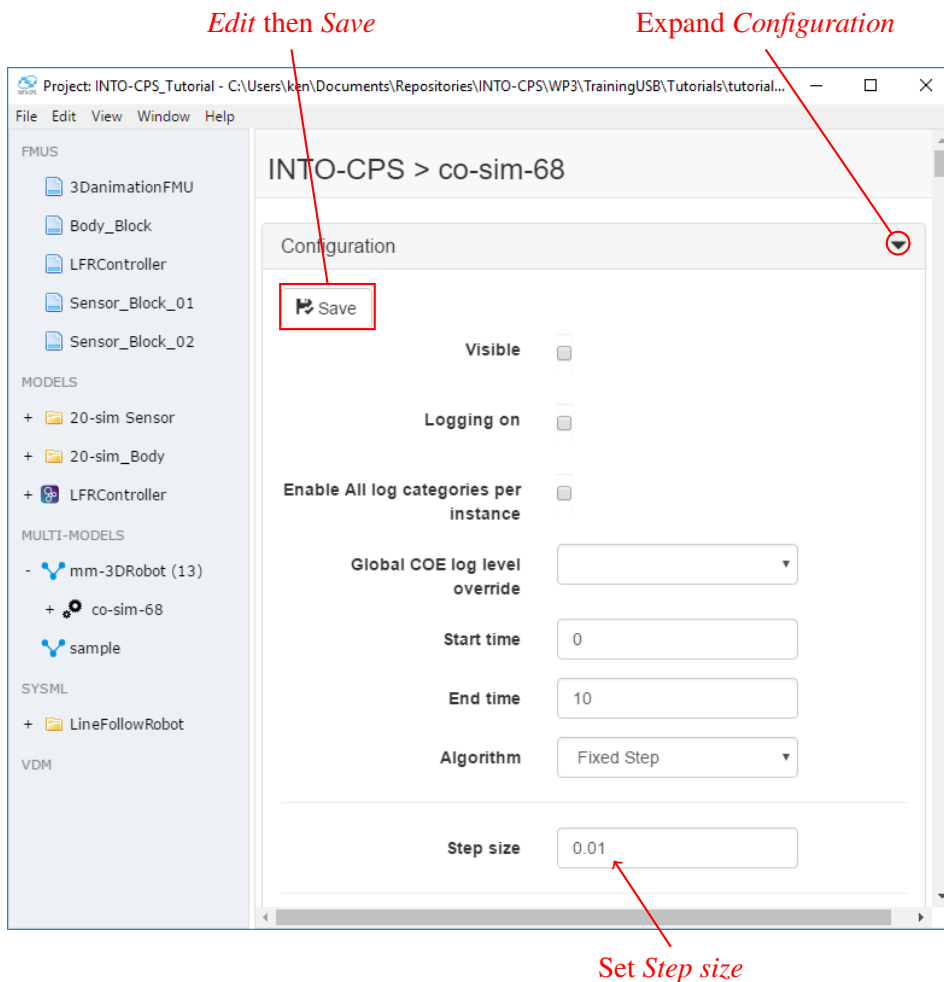 Edit then Save
Expand Configuration
Project: INTO-CPS_Tutorial - C:\Users\ken\Documents\Repositories\INTO-CPS\WP3\TrainingUSB\Tutorials\tutorial...
File Edit View Window Help
FMUS
3DanimationFMU
Body_Block
LFRController
Sensor_Block_01
Sensor_Block_02
MODELS
+ 20-sim Sensor
+ 20-sim_Body
+ LFRController
MULTI-MODELS
- mm-3DRobot (13)
+ co-sim-68
sample
SYSML
+ LineFollowRobot
VDM
INTO-CPS > co-sim-68
Configuration
Save
Visible
Logging on
Enable All log categories per
instance
Global COE log level
override
Start time 0
End time 10
Algorithm Fixed Step
Step size 0.01
Set Step size